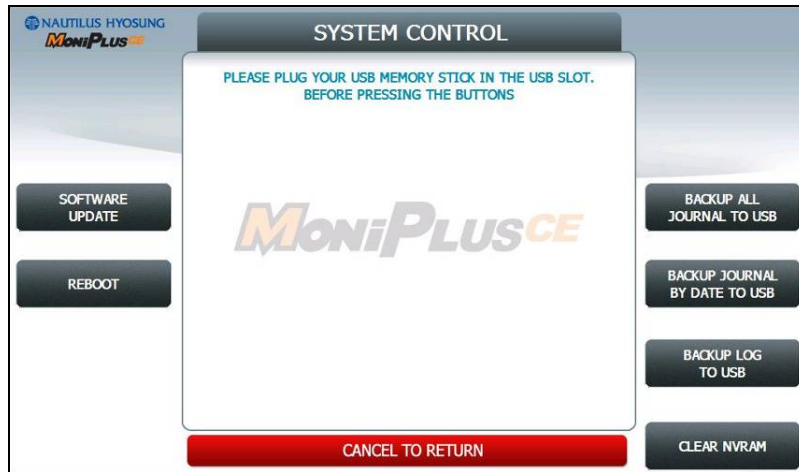 NAUTILUS HYOSUNG
MONiPLUSCE
SYSTEM CONTROL
PLEASE PLUG YOUR USB MEMORY STICK IN THE USB SLOT.
BEFORE PRESSING THE BUTTONS
SOFTWARE
UPDATE
REBOOT
MONiPLUSCE
BACKUP ALL
JOURNAL TO USB
BACKUP JOURNAL
BY DATE TO USB
BACKUP LOG
TO USB
CLEAR NVRAM
CANCEL TO RETURN